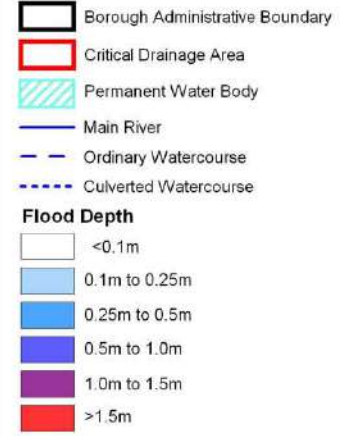 Borough Administrative Boundary
Critical Drainage Area
Permanent Water Body
Main River
Ordinary Watercourse
Culverted Watercourse
Flood Depth
<0.1m
0.1m to 0.25m
0.25m to 0.5m
0.5m to 1.0m
1.0m to 1.5m
>1.5m